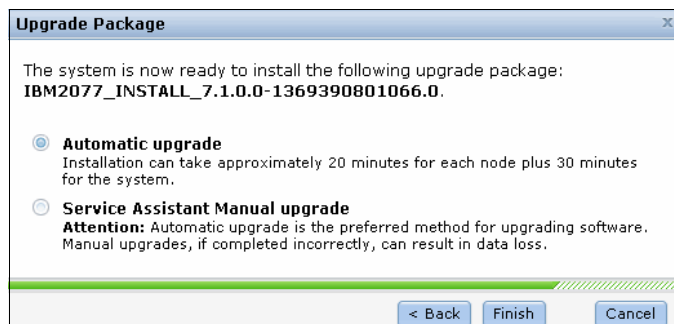 Upgrade Package
x
The system is now ready to install the following upgrade package:
IBM2077_INSTALL_7.1.0.0-1369390801066.0.
Automatic upgrade
Installation can take approximately 20 minutes for each node plus 30 minutes
for the system.
Service Assistant Manual upgrade
Attention: Automatic upgrade is the preferred method for upgrading software.
Manual upgrades, if completed incorrectly, can result in data loss.
< Back Finish Cancel